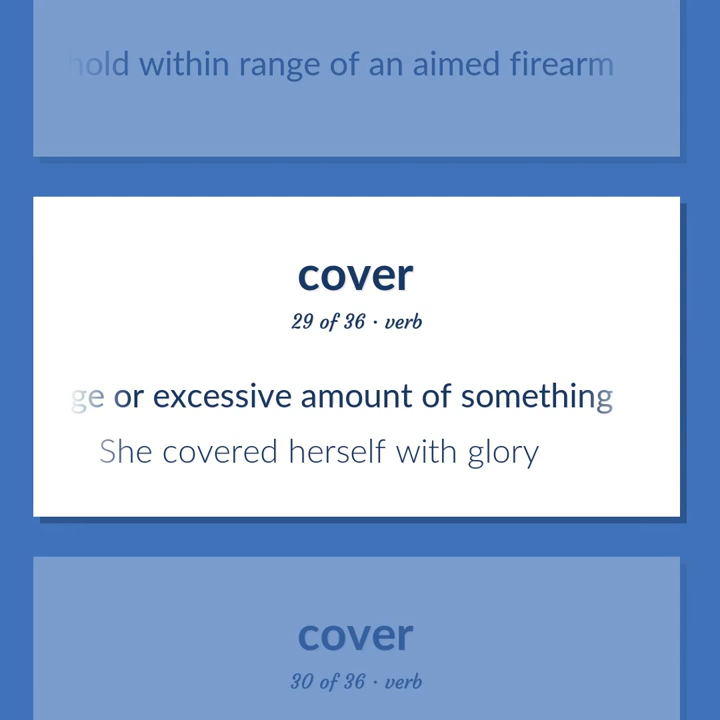 hold within range of an aimed firearm
cover
29 of 36 · verb
ge or excessive amount of something
She covered herself with glory
cover
30 of 36 · verb